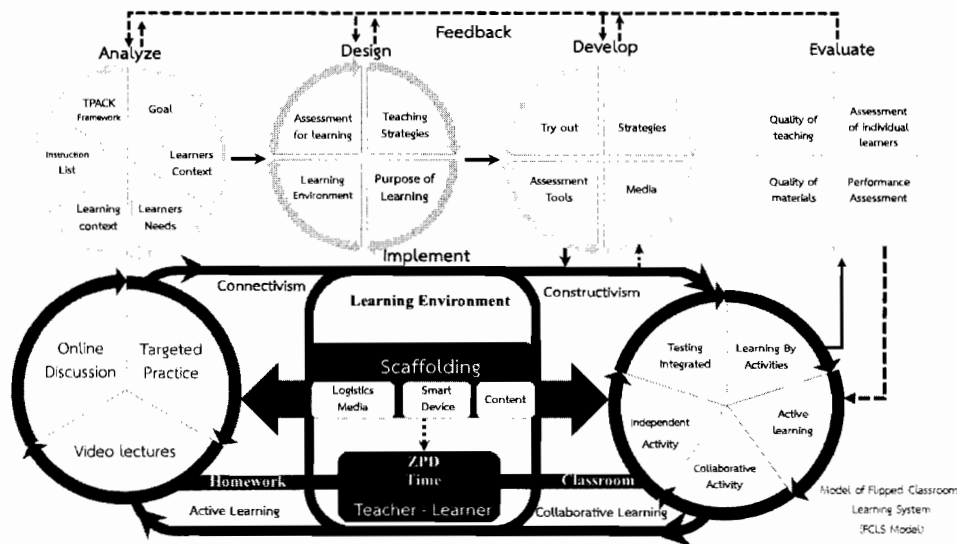 Feedback
Analyze
Design
Develop
Evaluate
TPACK
Framework
Goal
Instruction
List
Learners
Context
Learning
context
Learners
Needs
Assessment
for learning
Teaching
Strategies
Learning
Environment
Purpose of
Learning
Try out
Strategies
Assessment
Tools
Media
Quality of
teaching
Assessment
of individual
learners
Quality of
materials
Performance
Assessment
Implement
Connectivism
Learning Environment
Constructivism
Online
Discussion
Targeted
Practice
Video lectures
Scaffolding
Logistics
Media
Smart
Device
Content
ZPD
Time
Teacher - Learner
Homework
Classroom
Active Learning
Collaborative Learning
Testing
Integrated
Learning By
Activities
Independent
Activity
Active
learning
Collaborative
Activity
Model of Flipped Classroom
Learning System
(FCLS Model)